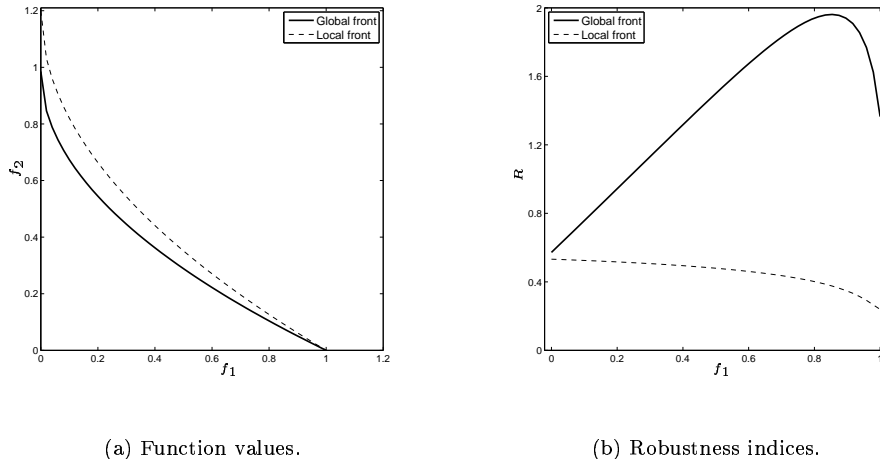 1.2
1
0.8
0.6
0.4
0.2
0
0 0.2 0.4 0.6 0.8 1 1.2
f2
f1
Global front
Local front
(a) Function values.
2
1.6
1.2
0.8
0.4
0
0 0.2 0.4 0.6 0.8 1
R
f1
Global front
Local front
(b) Robustness indices.